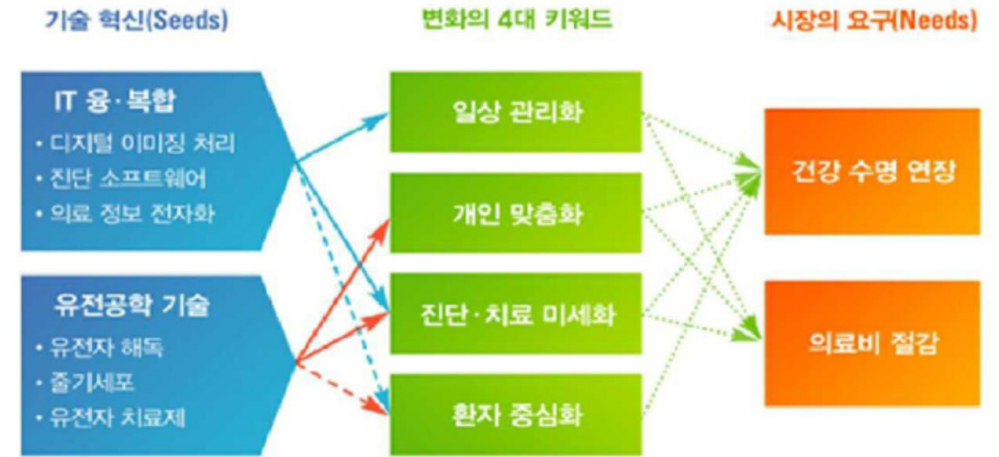 기술 혁신(Seeds)
변화의 4대 키워드
시장의 요구(Needs)
IT 융·복합
• 디지털 이미징 처리
• 진단 소프트웨어
• 의료 정보 전자화
유전공학 기술
• 유전자 해독
• 줄기세포
• 유전자 치료제
일상 관리화
개인 맞춤화
진단·치료 미세화
환자 중심화
건강 수명 연장
의료비 절감